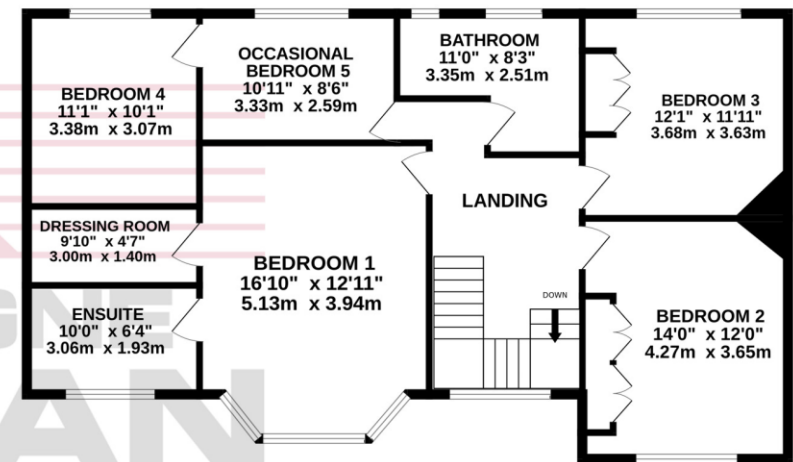 BEDROOM 4
11'1" x 10'1"
3.38m x 3.07m
OCCASIONAL
BEDROOM 5
10'11" x 8'6"
3.33m x 2.59m
BATHROOM
11'0" x 8'3"
3.35m x 2.51m
BEDROOM 3
12'1" x 11'11"
3.68m x 3.63m
DRESSING ROOM
9'10" x 4'7"
3.00m x 1.40m
LANDING
BEDROOM 1
16'10" x 12'11"
5.13m x 3.94m
ENSUITE
10'0" x 6'4"
3.06m x 1.93m
DOWN
BEDROOM 2
14'0" x 12'0"
4.27m x 3.65m
GNE
AN